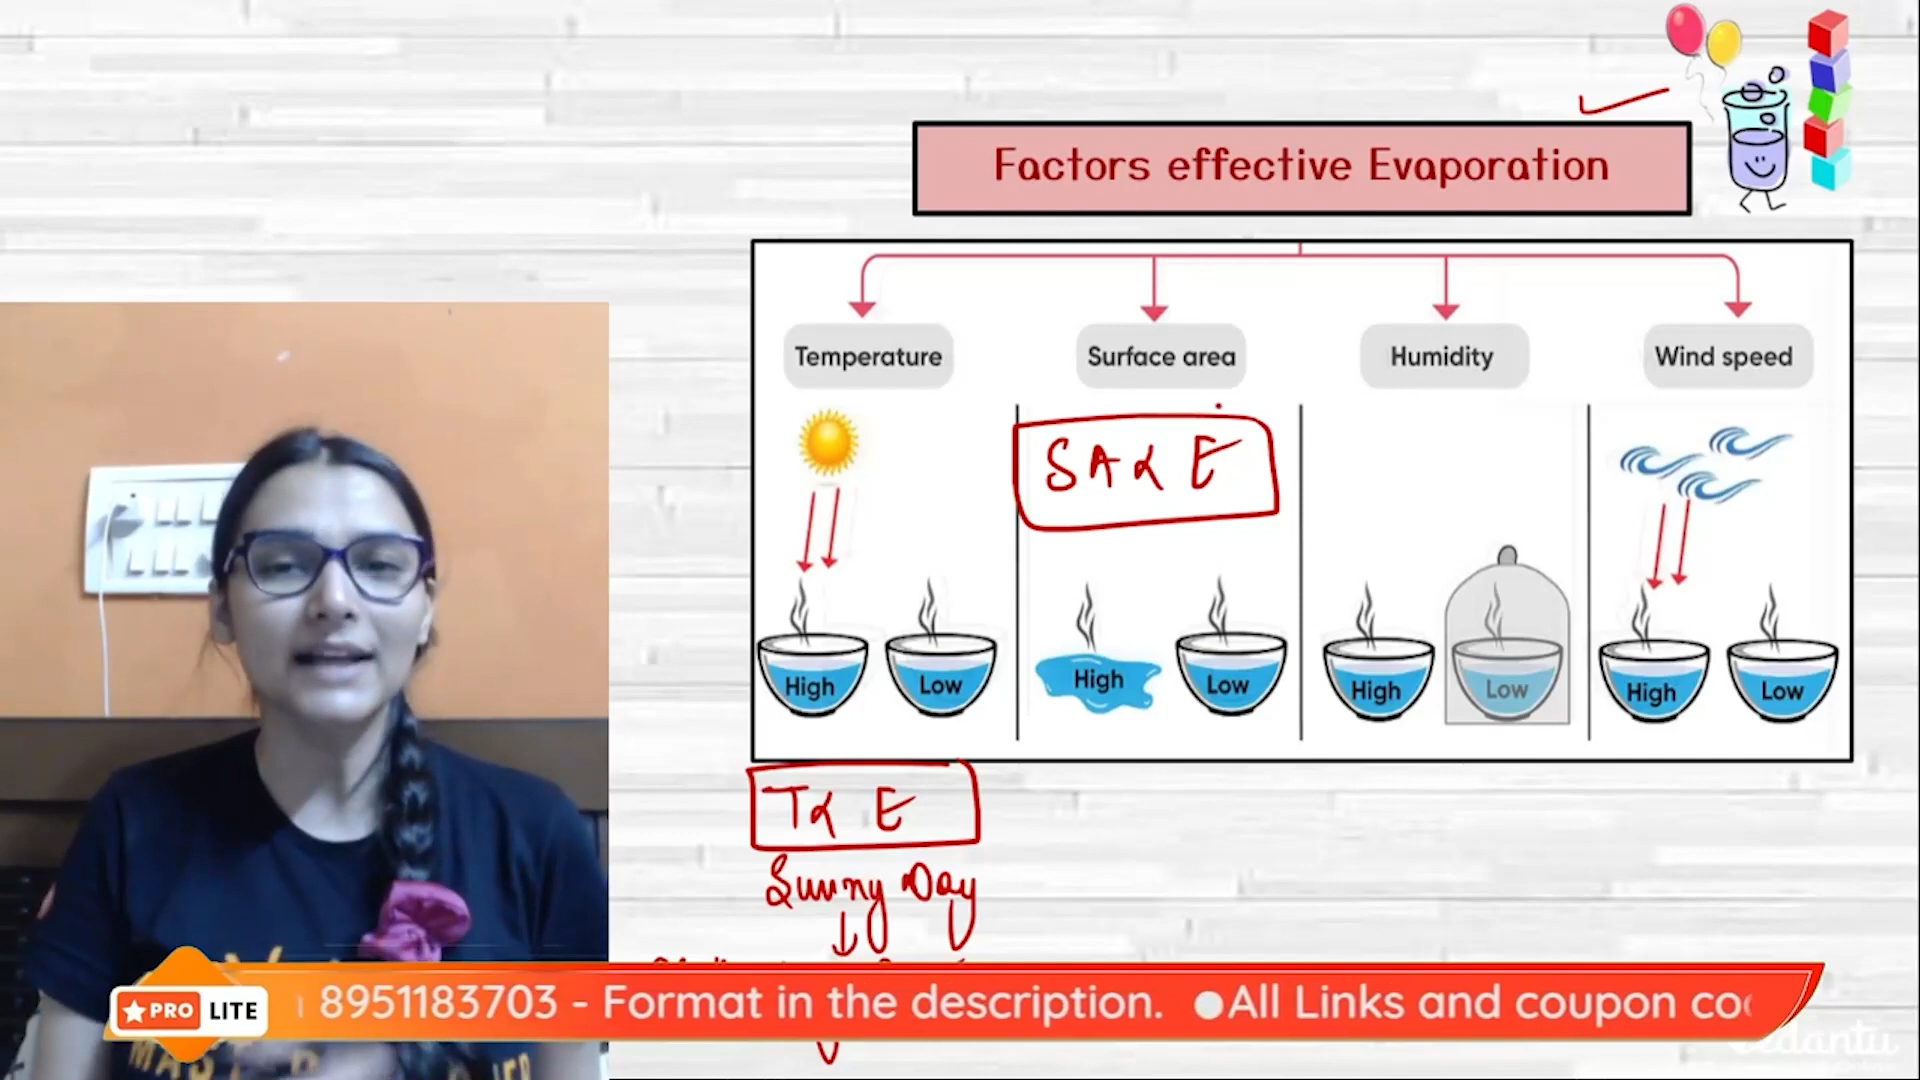 Factors effective Evaporation
Temperature
Surface area
Humidity
Wind speed
SA α E
High
Low
High
Low
High
Low
High
Low
T α E
Sunny Day
↓
PRO LITE
8951183703 - Format in the description. ●All Links and coupon co